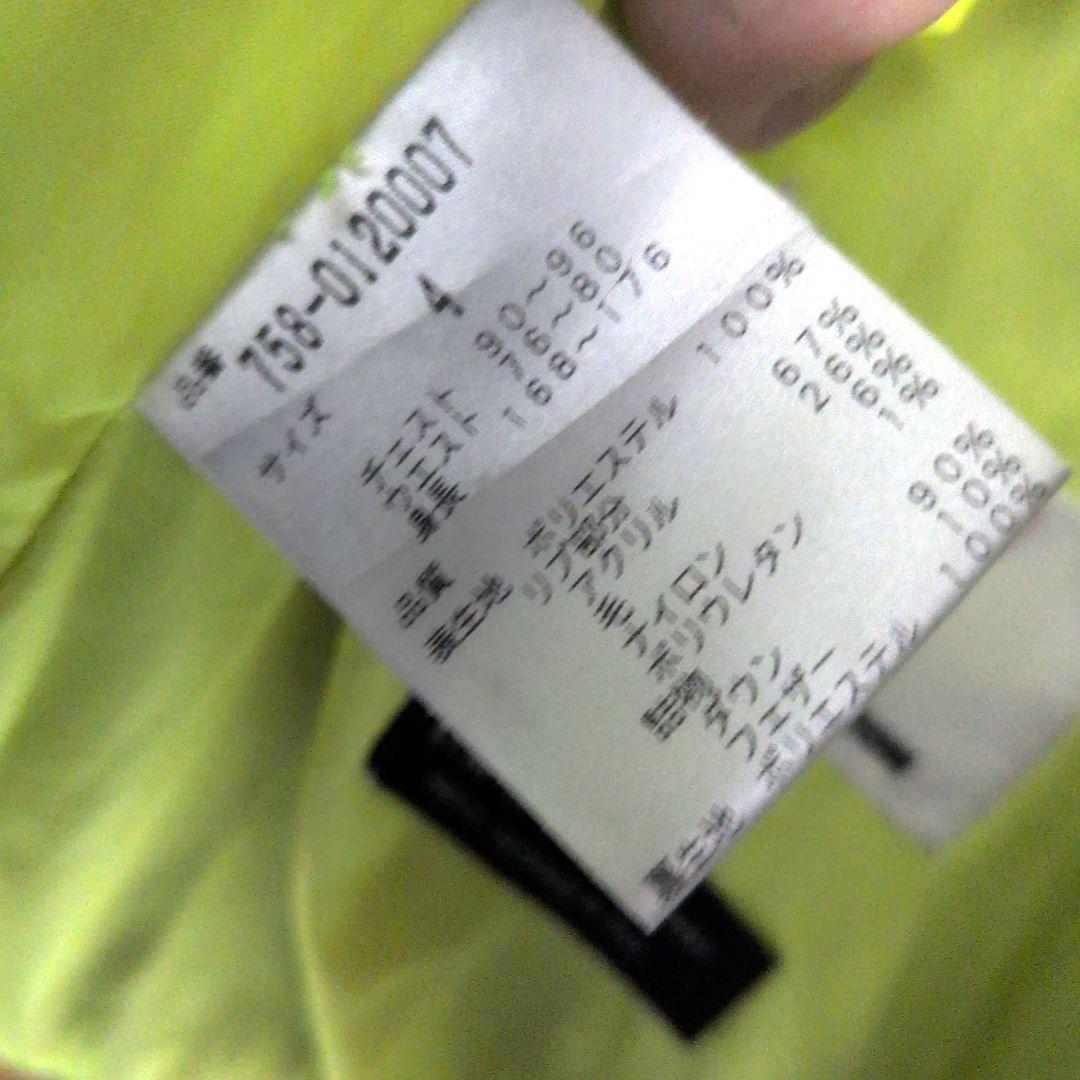 品番 758-0120007
サイズ 4
チェスト 90~96
ウエスト 76~80
身長 168~176
品質
表生地 ポリエステル 100%
リブ部分
アクリル 67%
毛 26%
ナイロン 6%
ポリウレタン 1%
詰物
ダウン 90%
フェザー 10%
裏生地 ポリエステル 100%